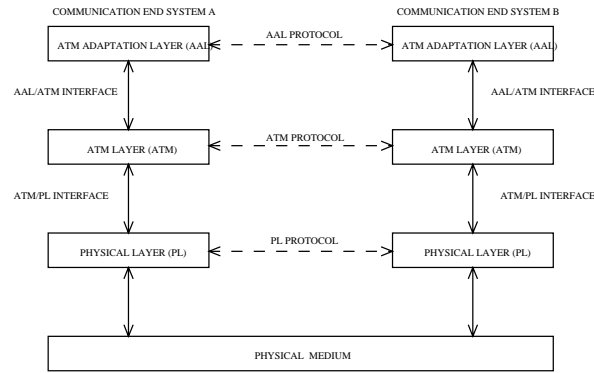 COMMUNICATION END SYSTEM A
COMMUNICATION END SYSTEM B
ATM ADAPTATION LAYER (AAL)
AAL PROTOCOL
ATM ADAPTATION LAYER (AAL)
AAL/ATM INTERFACE
AAL/ATM INTERFACE
ATM LAYER (ATM)
ATM PROTOCOL
ATM LAYER (ATM)
ATM/PL INTERFACE
ATM/PL INTERFACE
PHYSICAL LAYER (PL)
PL PROTOCOL
PHYSICAL LAYER (PL)
PHYSICAL MEDIUM